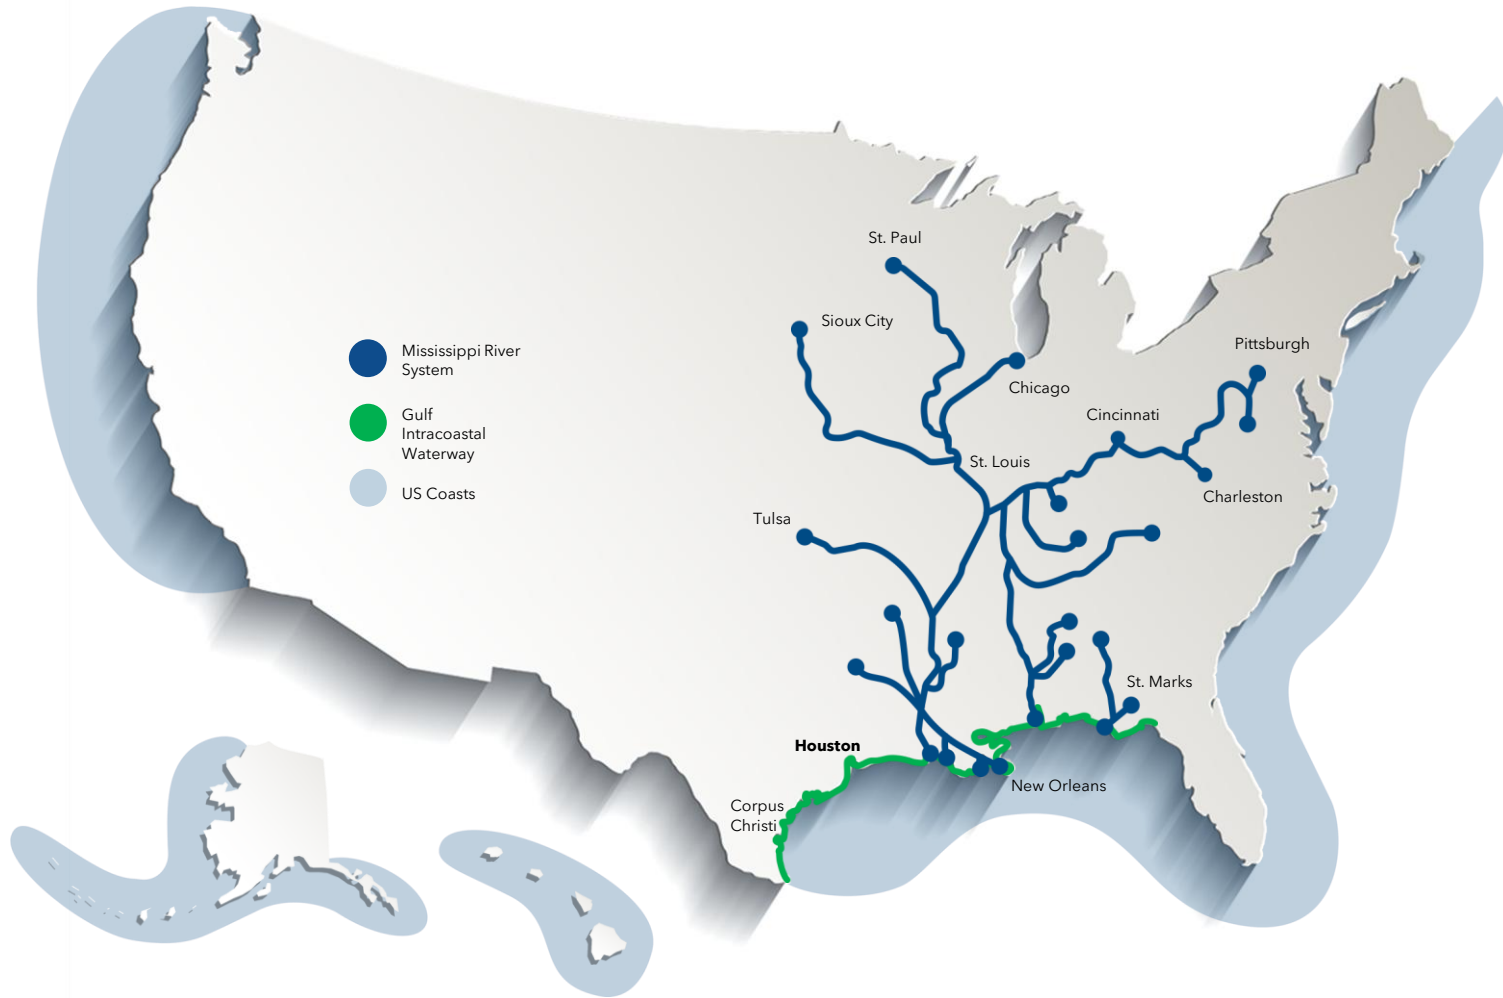 St. Paul
Sioux City
Mississippi River
System
Pittsburgh
Chicago
Gulf
Intracoastal
Waterway
Cincinnati
St. Louis
US Coasts
Charleston
Tulsa
St. Marks
Houston
New Orleans
Corpus
Christi